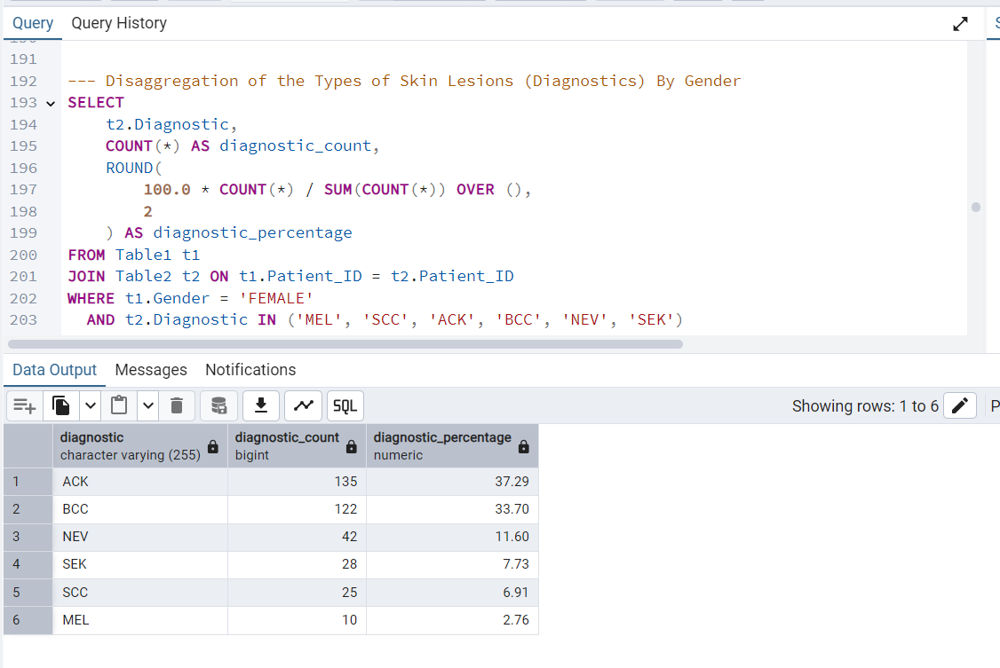 Query Query History
191
192 --- Disaggregation of the Types of Skin Lesions (Diagnostics) By Gender
193 SELECT
194 t2.Diagnostic,
195 COUNT(*) AS diagnostic_count,
196 ROUND(
197 100.0 * COUNT(*) / SUM(COUNT(*)) OVER (),
198 2
199 ) AS diagnostic_percentage
200 FROM Table1 t1
201 JOIN Table2 t2 ON t1.Patient_ID = t2.Patient_ID
202 WHERE t1.Gender = 'FEMALE'
203 AND t2.Diagnostic IN ('MEL', 'SCC', 'ACK', 'BCC', 'NEV', 'SEK')
Data Output Messages Notifications
SQL Showing rows: 1 to 6
diagnostic diagnostic_count diagnostic_percentage
character varying (255) bigint numeric
1 ACK 135 37.29
2 BCC 122 33.70
3 NEV 42 11.60
4 SEK 28 7.73
5 SCC 25 6.91
6 MEL 10 2.76